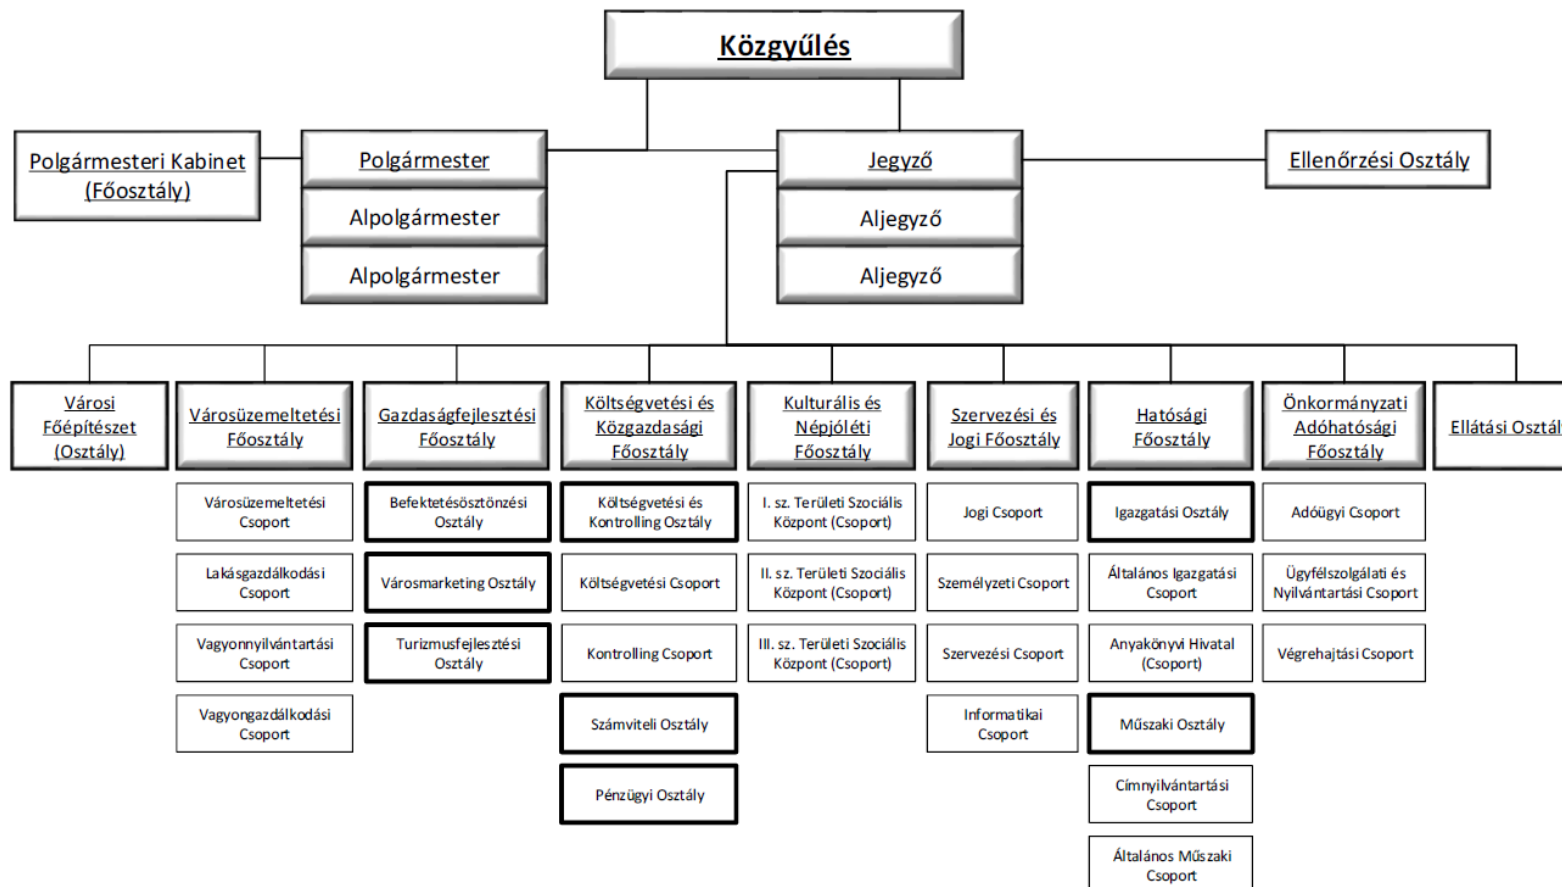 Közgyűlés
Polgármesteri Kabinet
(Főosztály)
Polgármester
Alpolgármester
Alpolgármester
Jegyző
Aljegyző
Aljegyző
Ellenőrzési Osztály
Városi
Főépítészet
(Osztály)
Városüzemeltetési
Főosztály
Városüzemeltetési
Csoport
Lakásgazdálkodási
Csoport
Vagyonnyilvántartási
Csoport
Vagyongazdálkodási
Csoport
Gazdaságfejlesztési
Főosztály
Befektetésösztönzési
Osztály
Városmarketing Osztály
Turizmusfejlesztési
Osztály
Költségvetési és
Közgazdasági
Főosztály
Költségvetési és
Kontrolling Osztály
Költségvetési Csoport
Kontrolling Csoport
Számviteli Osztály
Pénzügyi Osztály
Kulturális és
Népjóléti
Főosztály
I. sz. Területi Szociális
Központ (Csoport)
II. sz. Területi Szociális
Központ (Csoport)
III. sz. Területi Szociális
Központ (Csoport)
Szervezési és
Jogi Főosztály
Jogi Csoport
Személyzeti Csoport
Szervezési Csoport
Informatikai
Csoport
Hatósági
Főosztály
Igazgatási Osztály
Általános Igazgatási
Csoport
Anyakönyvi Hivatal
(Csoport)
Műszaki Osztály
Címnyilvántartási
Csoport
Általános Műszaki
Csoport
Önkormányzati
Adóhatósági
Főosztály
Adóügyi Csoport
Ügyfélszolgálati és
Nyilvántartási Csoport
Végrehajtási Csoport
Ellátási Osztály